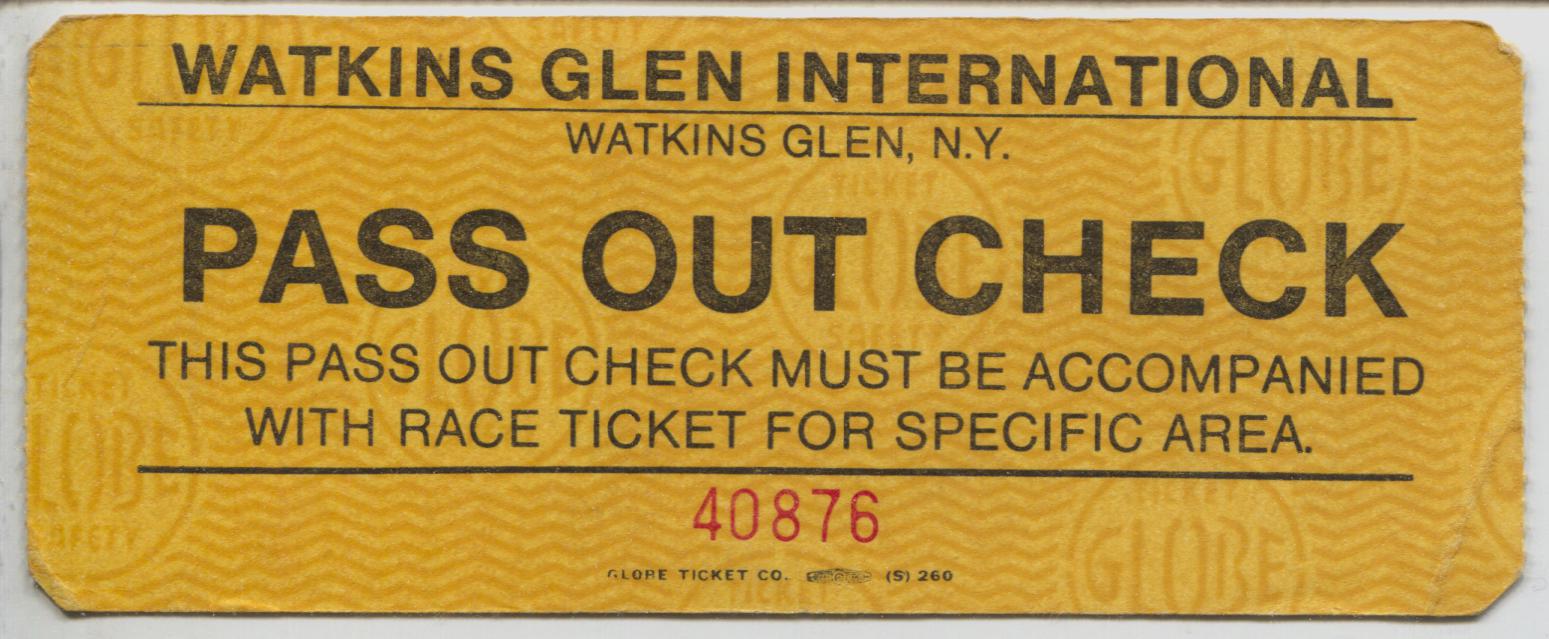 WATKINS GLEN INTERNATIONAL
WATKINS GLEN, N.Y.
PASS OUT CHECK
THIS PASS OUT CHECK MUST BE ACCOMPANIED
WITH RACE TICKET FOR SPECIFIC AREA.
40876
GLOBE TICKET CO. (S) 260